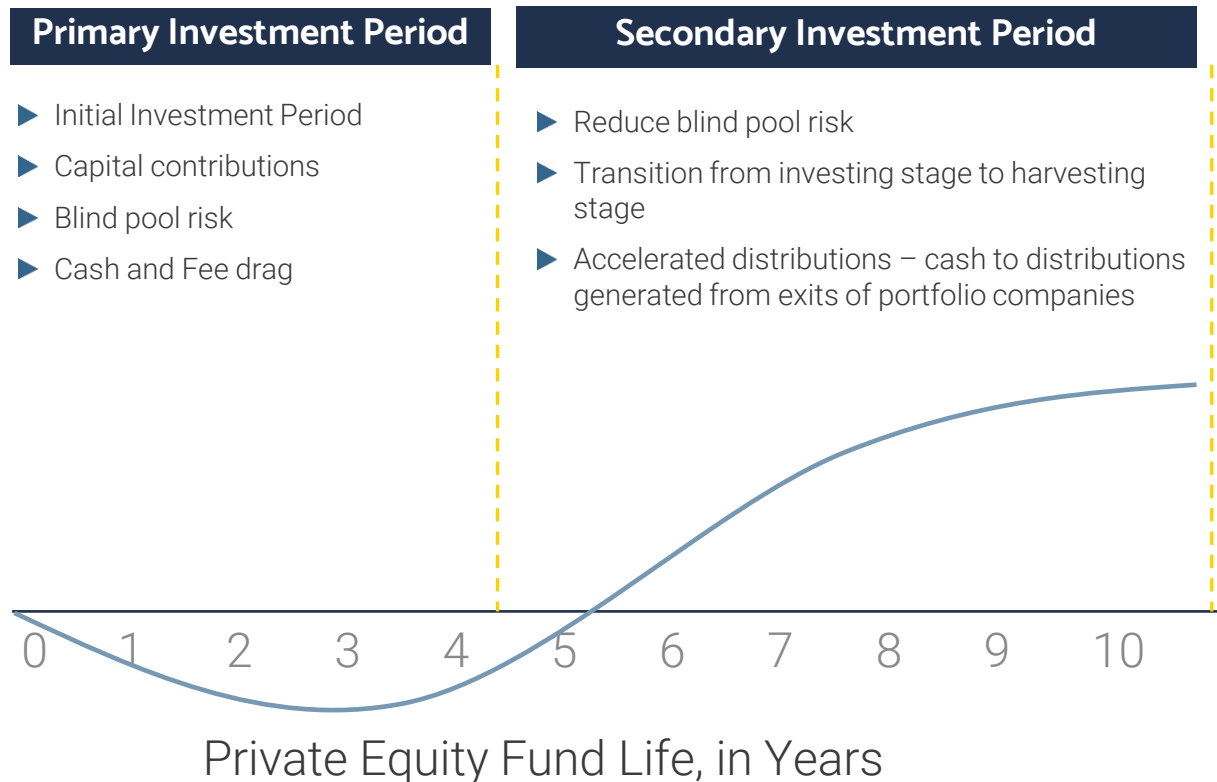 Primary Investment Period
Initial Investment Period
Capital contributions
Blind pool risk
Cash and Fee drag
Secondary Investment Period
Reduce blind pool risk
Transition from investing stage to harvesting
stage
Accelerated distributions – cash to distributions
generated from exits of portfolio companies
0 1 2 3 4 5 6 7 8 9 10
Private Equity Fund Life, in Years